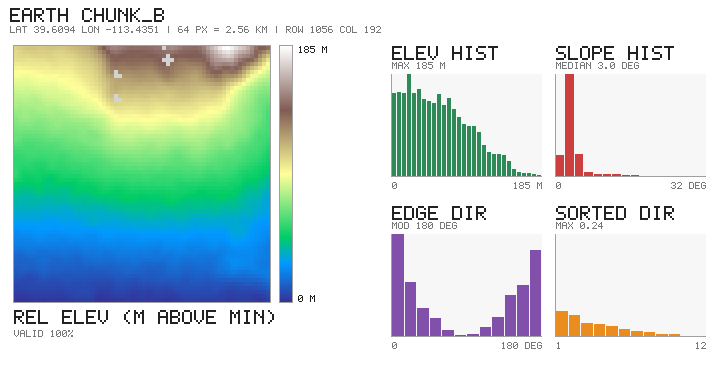 EARTH CHUNK_B
LAT 39.6094 LON -113.4351 | 64 PX = 2.56 KM | ROW 1056 COL 192
185 M
0 M
REL ELEV (M ABOVE MIN)
VALID 100%
ELEV HIST
MAX 185 M
0 185 M
SLOPE HIST
MEDIAN 3.0 DEG
0 32 DEG
EDGE DIR
MOD 180 DEG
0 180 DEG
SORTED DIR
MAX 0.24
1 12